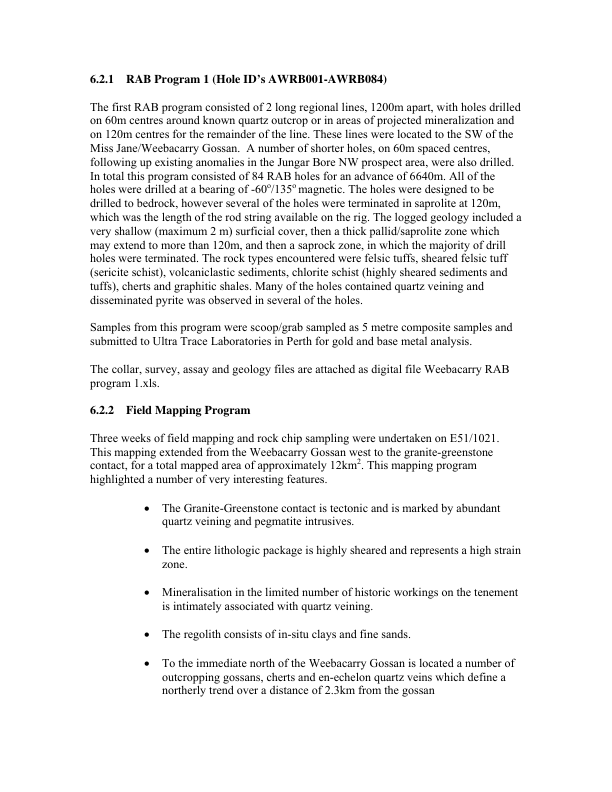 6.2.1 RAB Program 1 (Hole ID’s AWRB001-AWRB084)
The first RAB program consisted of 2 long regional lines, 1200m apart, with holes drilled
on 60m centres around known quartz outcrop or in areas of projected mineralization and
on 120m centres for the remainder of the line. These lines were located to the SW of the
Miss Jane/Weebacarry Gossan. A number of shorter holes, on 60m spaced centres,
following up existing anomalies in the Jungar Bore NW prospect area, were also drilled.
In total this program consisted of 84 RAB holes for an advance of 6640m. All of the
holes were drilled at a bearing of -60°/135° magnetic. The holes were designed to be
drilled to bedrock, however several of the holes were terminated in saprolite at 120m,
which was the length of the rod string available on the rig. The logged geology included a
very shallow (maximum 2 m) surficial cover, then a thick pallid/saprolite zone which
may extend to more than 120m, and then a saprock zone, in which the majority of drill
holes were terminated. The rock types encountered were felsic tuffs, sheared felsic tuff
(sericite schist), volcaniclastic sediments, chlorite schist (highly sheared sediments and
tuffs), cherts and graphitic shales. Many of the holes contained quartz veining and
disseminated pyrite was observed in several of the holes.
Samples from this program were scoop/grab sampled as 5 metre composite samples and
submitted to Ultra Trace Laboratories in Perth for gold and base metal analysis.
The collar, survey, assay and geology files are attached as digital file Weebacarry RAB
program 1.xls.
6.2.2 Field Mapping Program
Three weeks of field mapping and rock chip sampling were undertaken on E51/1021.
This mapping extended from the Weebacarry Gossan west to the granite-greenstone
contact, for a total mapped area of approximately 12km². This mapping program
highlighted a number of very interesting features.
• The Granite-Greenstone contact is tectonic and is marked by abundant
quartz veining and pegmatite intrusives.
• The entire lithologic package is highly sheared and represents a high strain
zone.
• Mineralisation in the limited number of historic workings on the tenement
is intimately associated with quartz veining.
• The regolith consists of in-situ clays and fine sands.
• To the immediate north of the Weebacarry Gossan is located a number of
outcropping gossans, cherts and en-echelon quartz veins which define a
northerly trend over a distance of 2.3km from the gossan